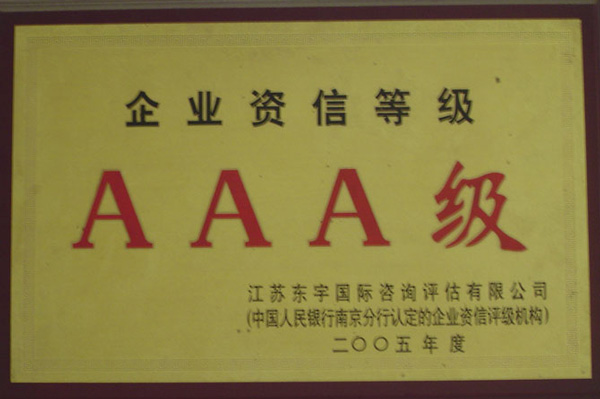 企业资信等级
AAA级
江苏东宇国际咨询评估有限公司
(中国人民银行南京分行认定的企业资信评级机构)
二〇〇五年度